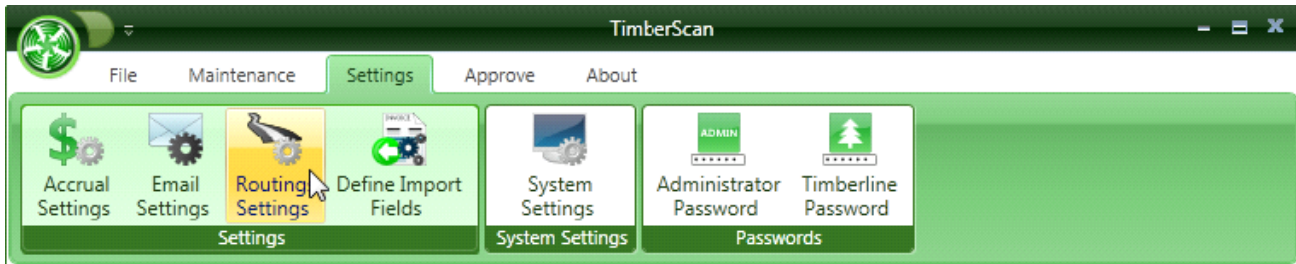 TimberScan
File Maintenance Settings Approve About
INVOICE
ADMIN
Accrual Email Routing Define Import System Administrator Timberline
Settings Settings Settings Fields Settings Password Password
Settings System Settings Passwords